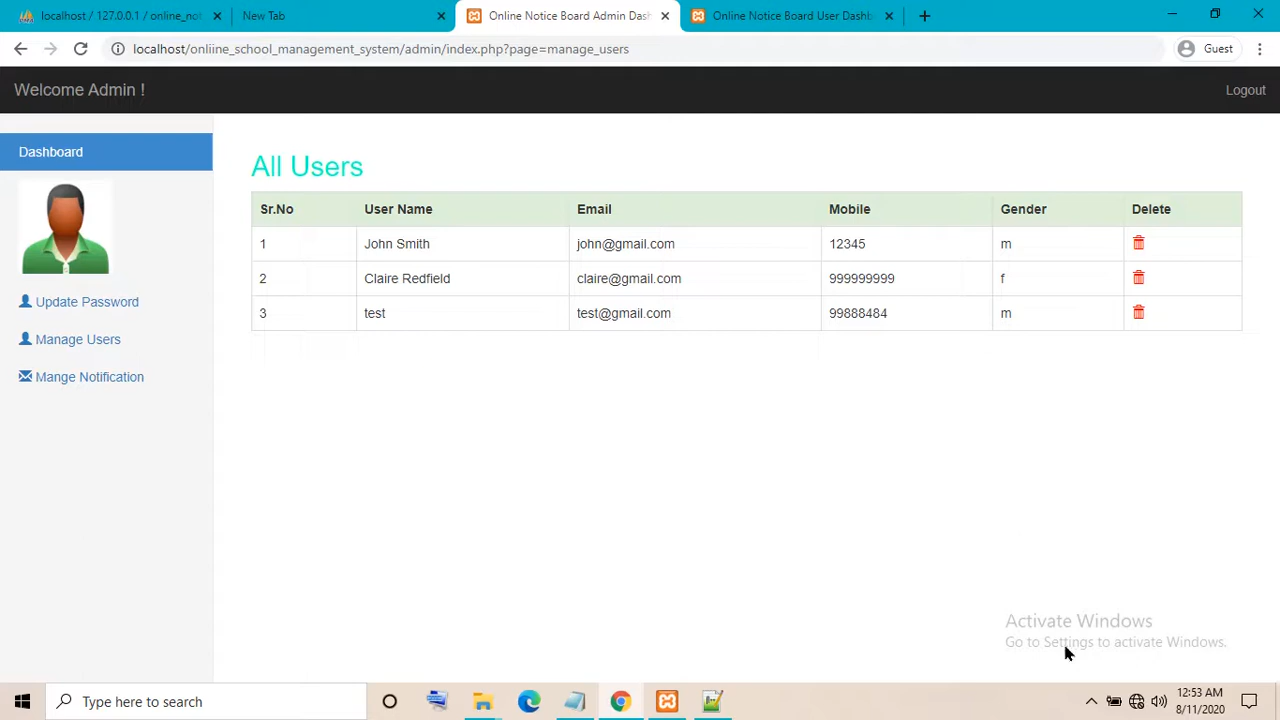 localhost / 127.0.0.1 / online_not
New Tab
Online Notice Board Admin Dash
Online Notice Board User Dashb
localhost/onliine_school_management_system/admin/index.php?page=manage_users
Guest
Welcome Admin !
Logout
Dashboard
Update Password
Manage Users
Mange Notification
All Users
Sr.No User Name Email Mobile Gender Delete
1 John Smith john@gmail.com 12345 m
2 Claire Redfield claire@gmail.com 999999999 f
3 test test@gmail.com 99888484 m
Activate Windows
Go to Settings to activate Windows.
Type here to search
12:53 AM
8/11/2020